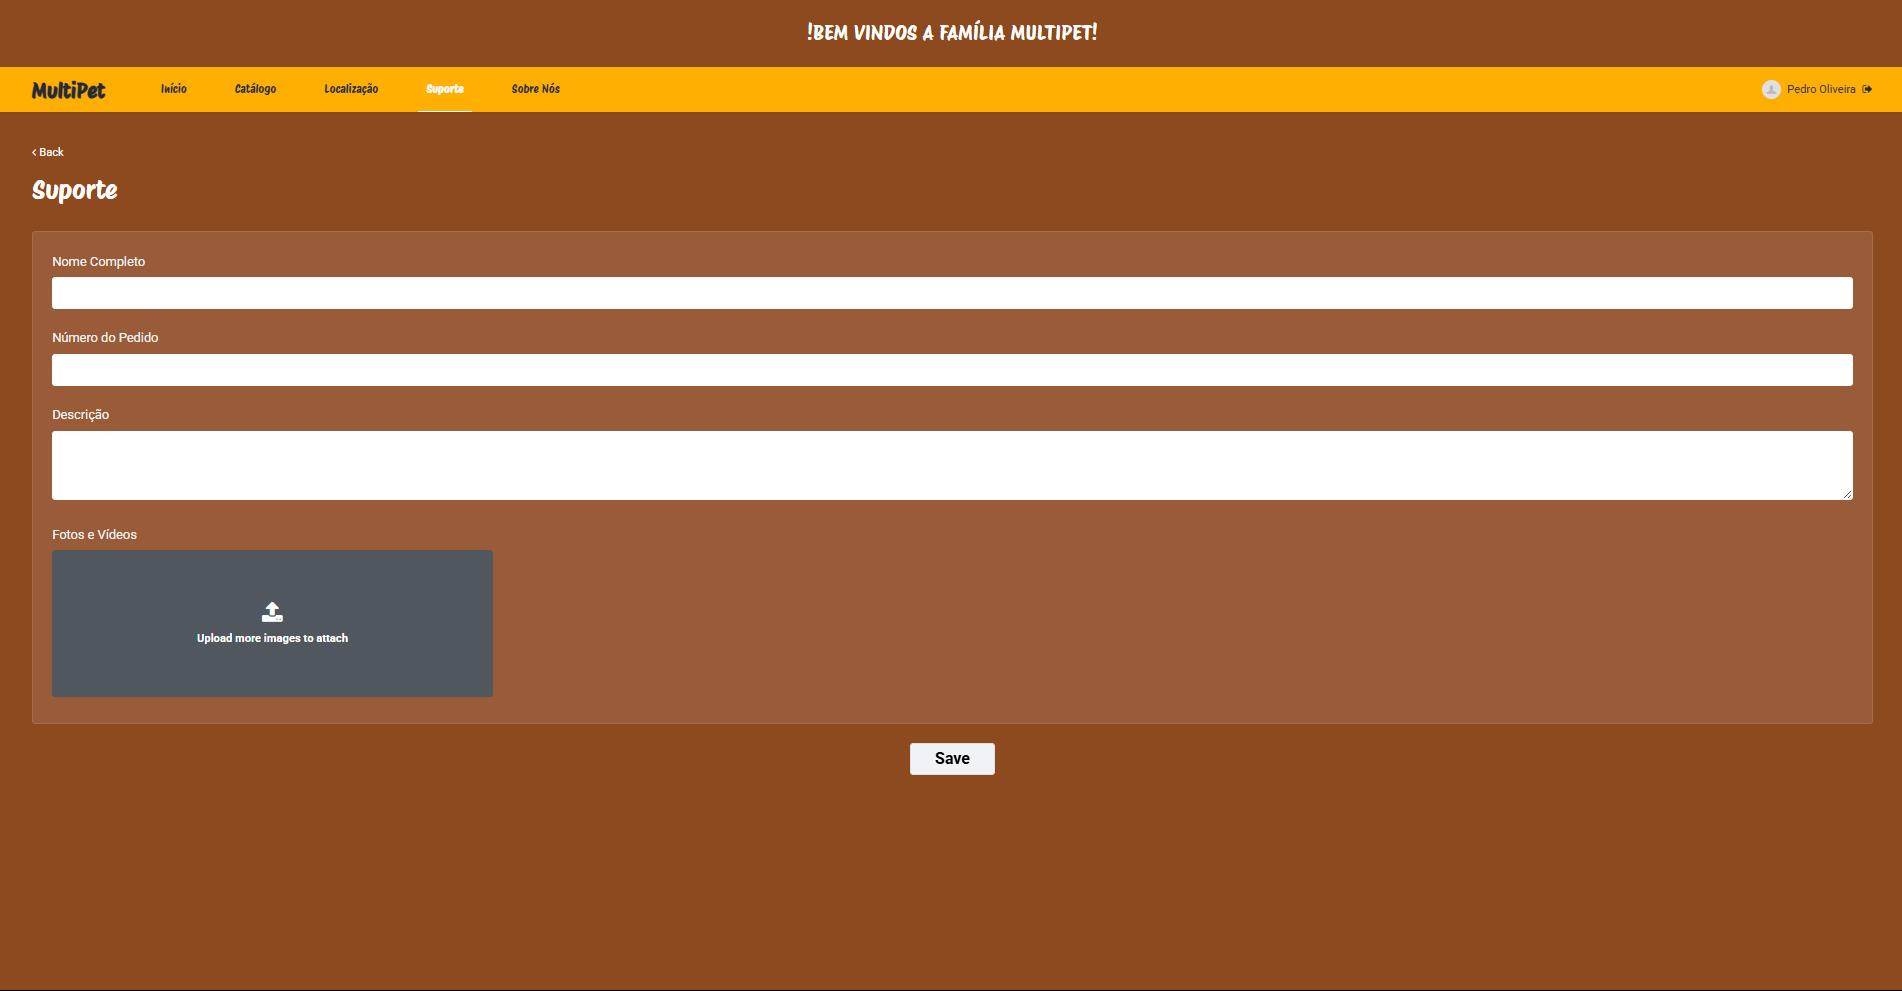 !BEM VINDOS A FAMÍLIA MULTIPET!
MultiPet Início Catálogo Localização Suporte Sobre Nós Pedro Oliveira
Back
Suporte
Nome Completo
Número do Pedido
Descrição
Fotos e Vídeos
Upload more images to attach
Save